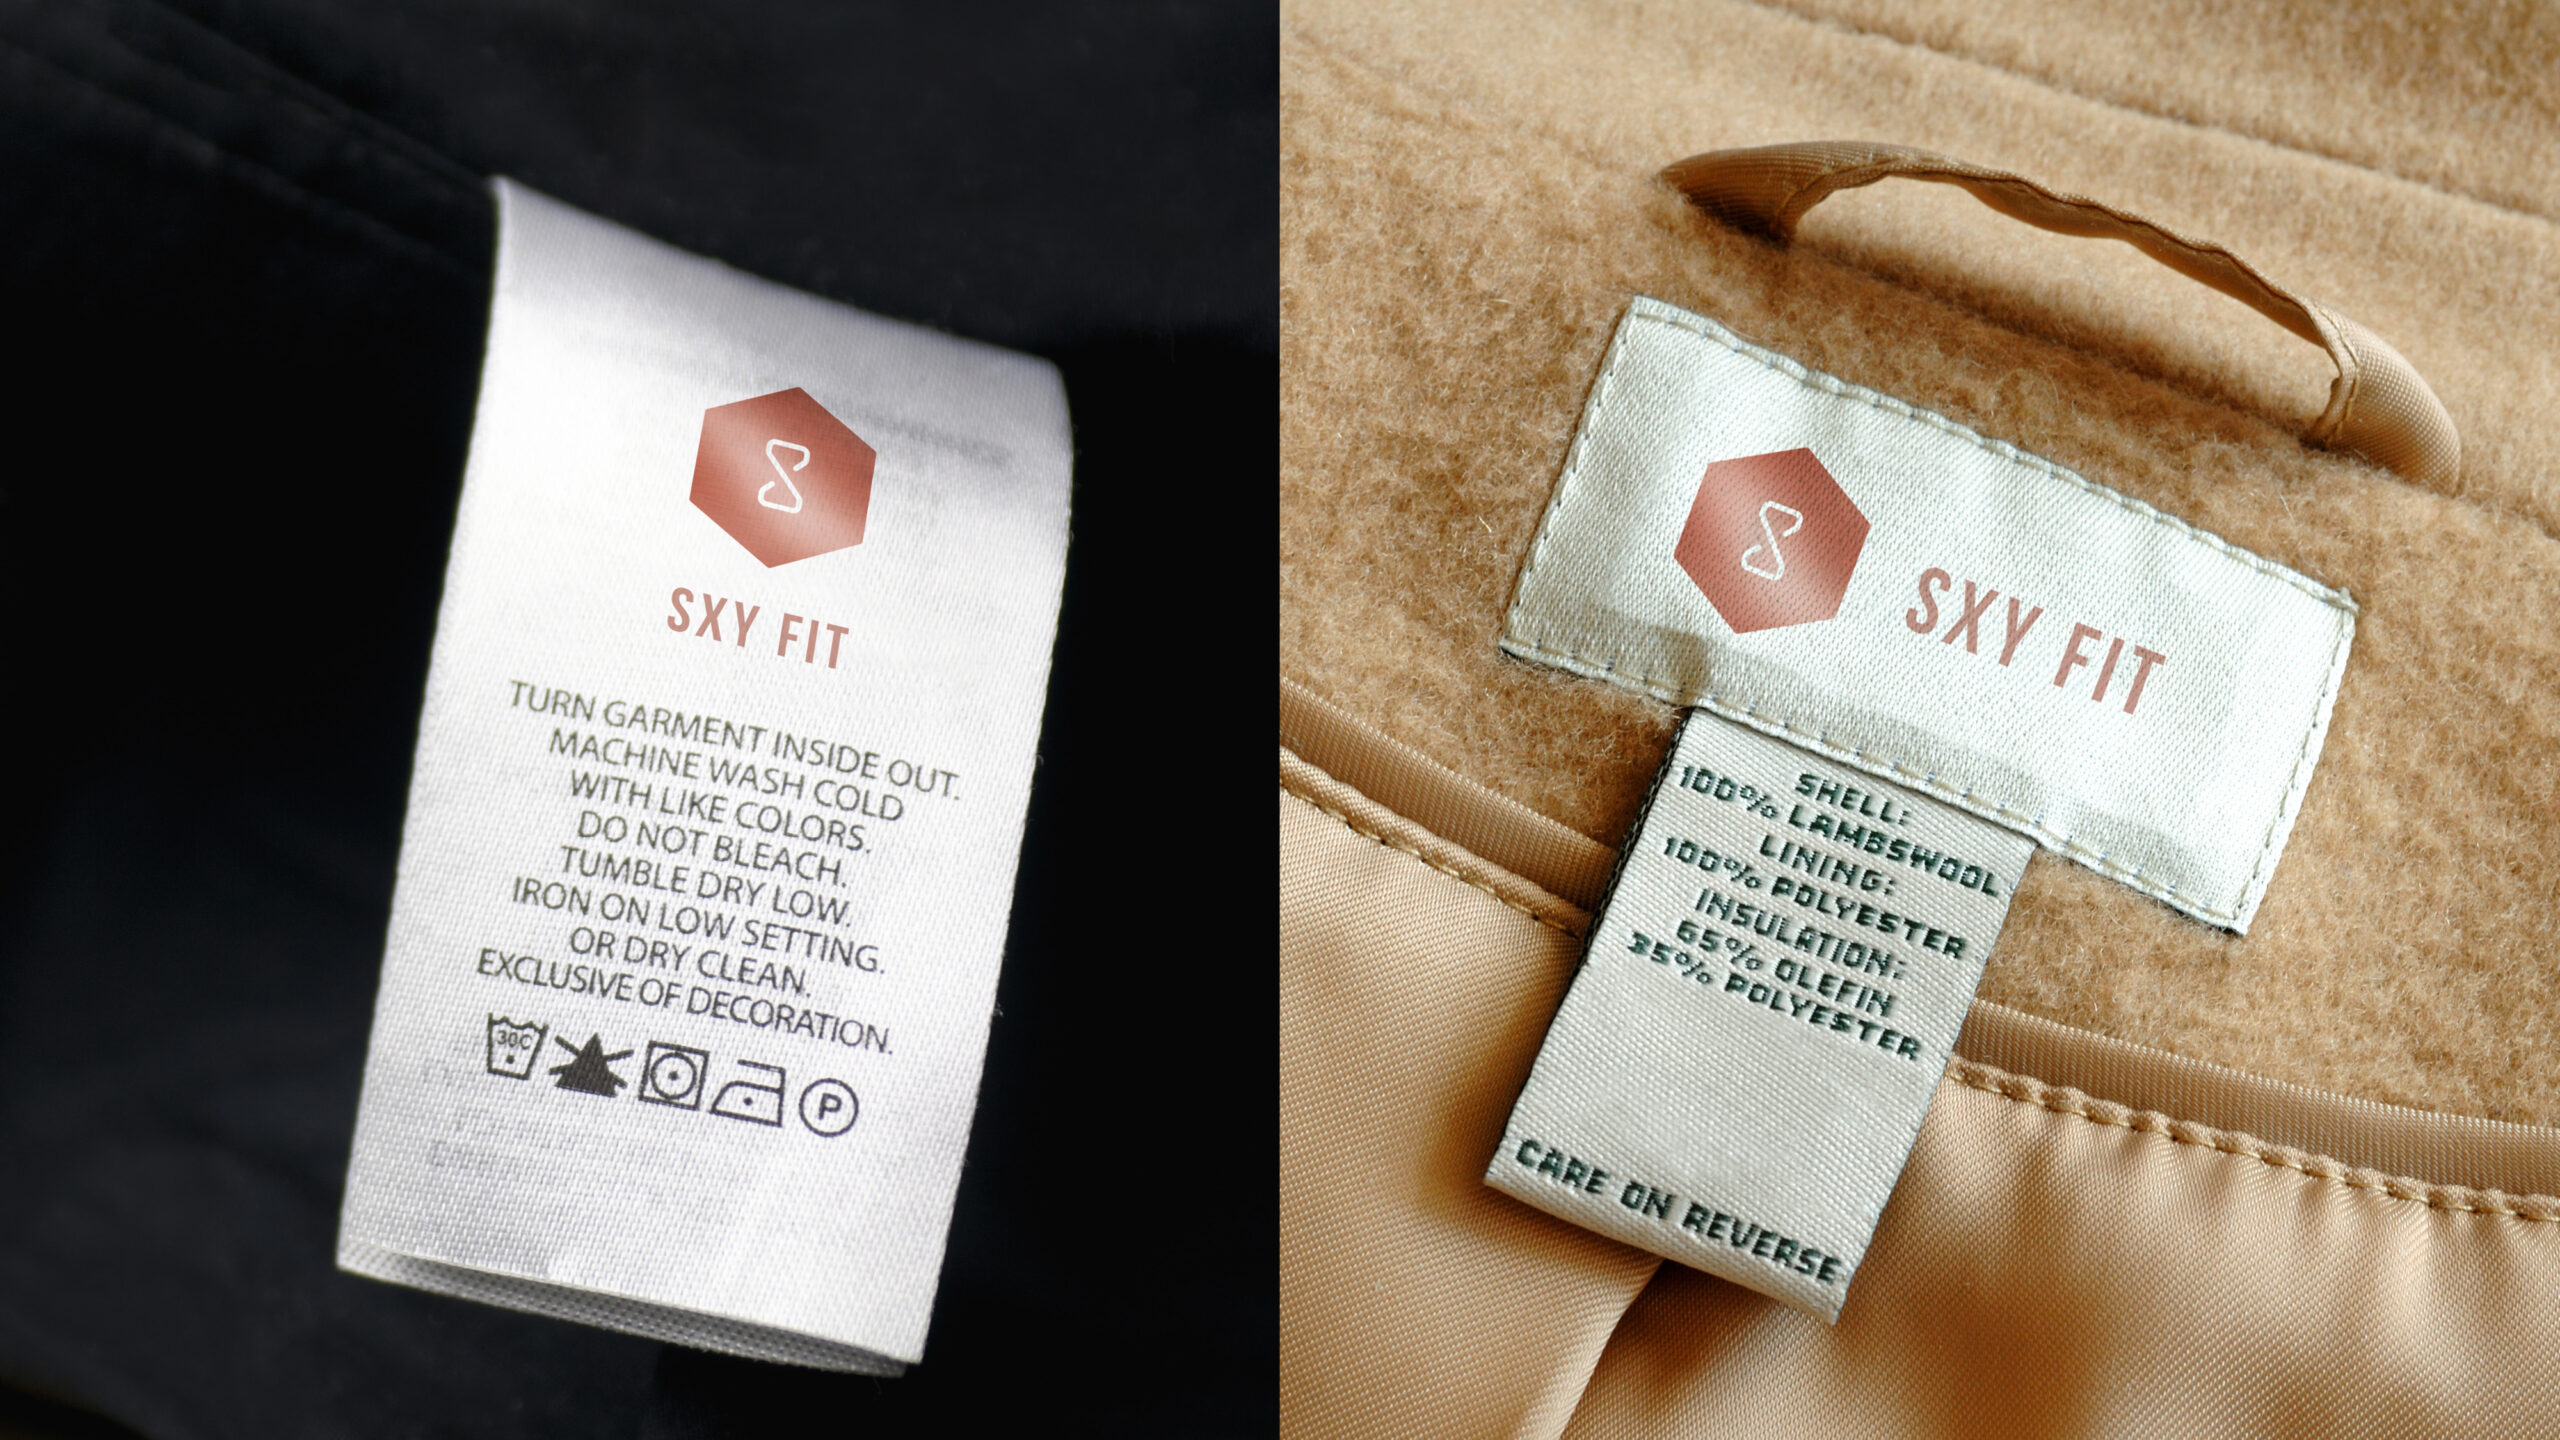 SXY FIT
TURN GARMENT INSIDE OUT.
MACHINE WASH COLD
WITH LIKE COLORS.
DO NOT BLEACH.
TUMBLE DRY LOW.
IRON ON LOW SETTING.
OR DRY CLEAN.
EXCLUSIVE OF DECORATION.
30C
P
SXY FIT
SHELL:
100% LAMBSWOOL
LINING:
100% POLYESTER
INSULATION:
65% OLEFIN
35% POLYESTER
CARE ON REVERSE